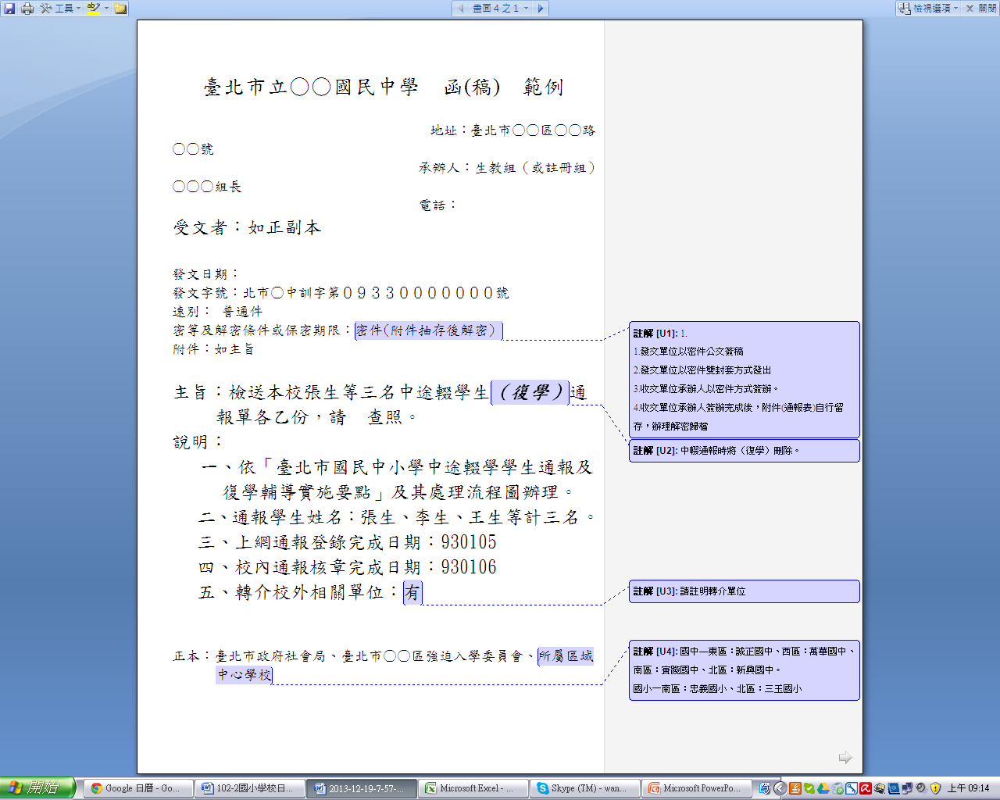 工具
畫面 4 之 1
檢視選項
關閉
臺北市立○○國民中學　函(稿)　範例
地址：臺北市○○區○○路
○○號
承辦人：生教組（或註冊組）
○○○組長
電話：
受文者：如正副本
發文日期：
發文字號：北市○中訓字第０９３３０００００００號
速別：　普通件
密等及解密條件或保密期限：密件(附件抽存後解密)
附件：如主旨
主旨：檢送本校張生等三名中途輟學生（復學）通
報單各乙份，請　查照。
說明：
一、依「臺北市國民中小學中途輟學學生通報及
復學輔導實施要點」及其處理流程圖辦理。
二、通報學生姓名：張生、李生、王生等計三名。
三、上網通報登錄完成日期：930105
四、校內通報核章完成日期：930106
五、轉介校外相關單位：有
正本：臺北市政府社會局、臺北市○○區強迫入學委員會、所屬區域
中心學校
註解 [U1]: 1.
1.發文單位以密件公文簽稿
2.發文單位以密件雙封套方式發出
3.收文單位承辦人以密件方式簽辦。
4.收文單位承辦人簽辦完成後，附件(通報表)自行留
存，辦理解密歸檔
註解 [U2]: 中輟通報時將（復學）刪除。
註解 [U3]: 請註明轉介單位
註解 [U4]: 國中—東區：誠正國中、西區：萬華國中、
南區：實踐國中、北區：新興國中。
國小—南區：忠義國小、北區：三玉國小
開始
Google 日曆 - Go...
102-2國小學校日...
2013-12-19-7-57-...
Microsoft Excel - ...
Skype (TM) - wan...
Microsoft PowerPo...
上午 09:14